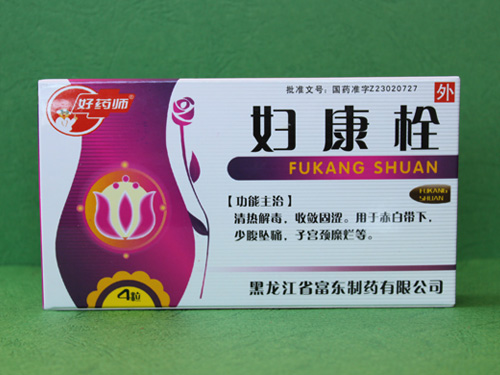 好药师
批准文号：国药准字Z23020727
外
妇康栓
FUKANG SHUAN
FUKANG
SHUAN
【功能主治】
清热解毒，收敛固涩。用于赤白带下，
少腹坠痛，子宫颈糜烂等。
4粒
黑龙江省富东制药有限公司